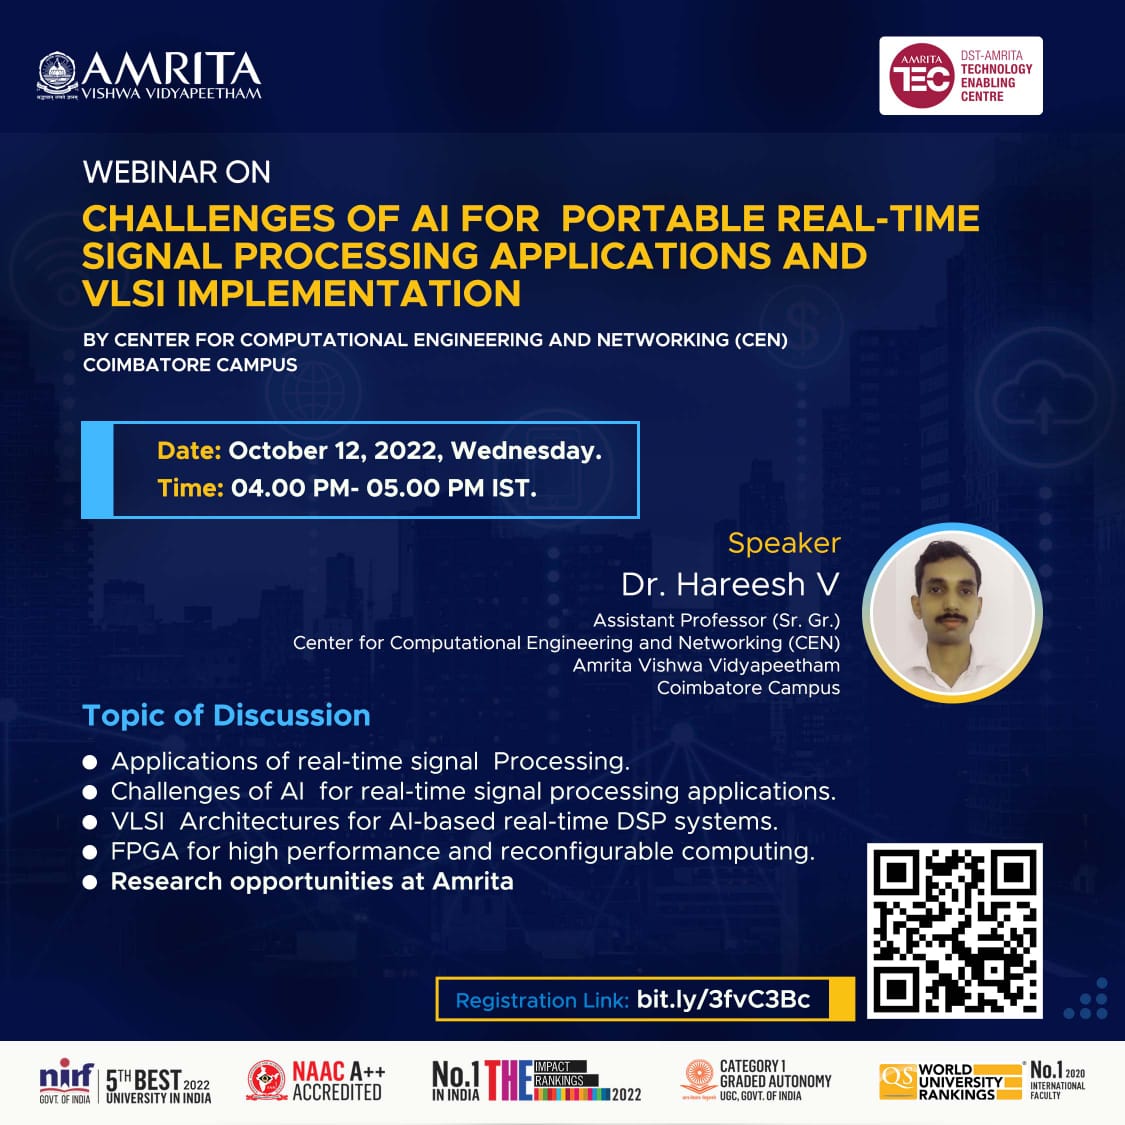 AMRITA
VISHWA VIDYAPEETHAM
AMRITA
TEC
DST-AMRITA
TECHNOLOGY
ENABLING
CENTRE
WEBINAR ON
CHALLENGES OF AI FOR PORTABLE REAL-TIME
SIGNAL PROCESSING APPLICATIONS AND
VLSI IMPLEMENTATION
BY CENTER FOR COMPUTATIONAL ENGINEERING AND NETWORKING (CEN)
COIMBATORE CAMPUS
Date: October 12, 2022, Wednesday.
Time: 04.00 PM- 05.00 PM IST.
Speaker
Dr. Hareesh V
Assistant Professor (Sr. Gr.)
Center for Computational Engineering and Networking (CEN)
Amrita Vishwa Vidyapeetham
Coimbatore Campus
Topic of Discussion
● Applications of real-time signal Processing.
● Challenges of AI for real-time signal processing applications.
● VLSI Architectures for AI-based real-time DSP systems.
● FPGA for high performance and reconfigurable computing.
● Research opportunities at Amrita
Registration Link: bit.ly/3fvC3Bc
nirf
GOVT. OF INDIA
5TH BEST 2022
UNIVERSITY IN INDIA
NAAC A++
ACCREDITED
No.1
IN INDIA
THE
IMPACT
RANKINGS
2022
CATEGORY 1
GRADED AUTONOMY
UGC, GOVT. OF INDIA
QS
WORLD
UNIVERSITY
RANKINGS
No.1 2020
INTERNATIONAL
FACULTY